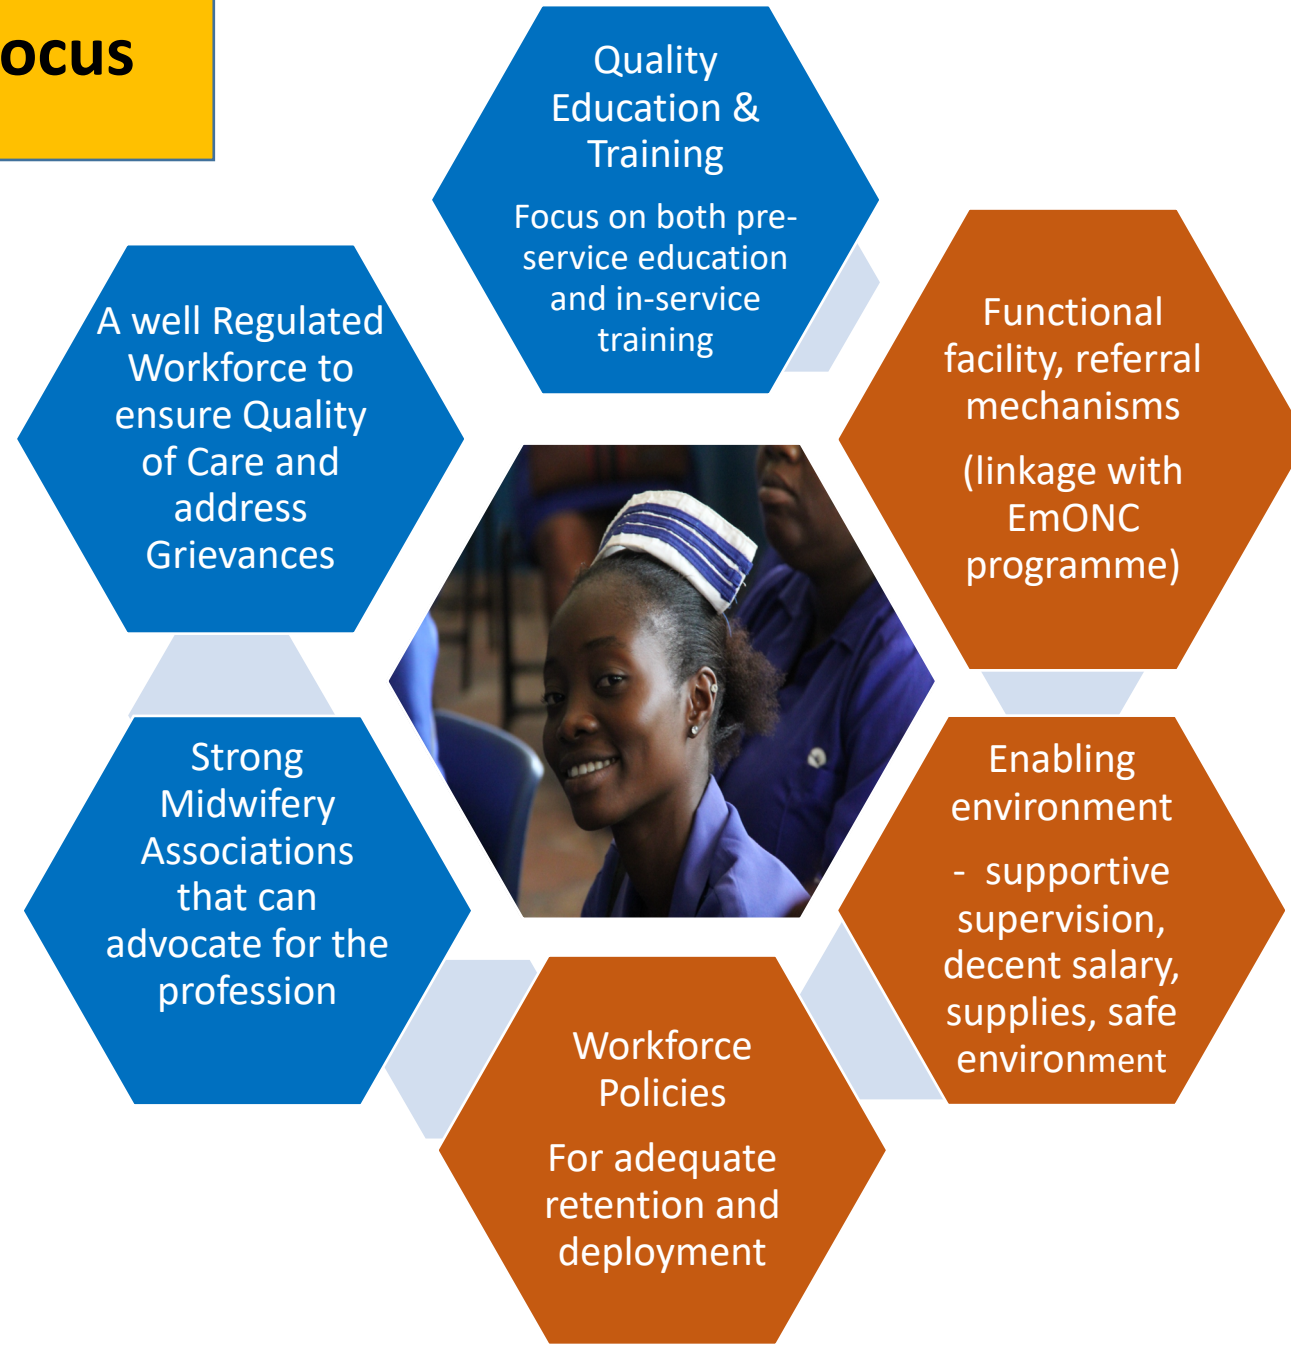 ocus
Quality
Education &
Training
Focus on both pre-
service education
and in-service
training
Functional
facility, referral
mechanisms
(linkage with
EmONC
programme)
Enabling
environment
- supportive
supervision,
decent salary,
supplies, safe
environment
Workforce
Policies
For adequate
retention and
deployment
Strong
Midwifery
Associations
that can
advocate for the
profession
A well Regulated
Workforce to
ensure Quality
of Care and
address
Grievances